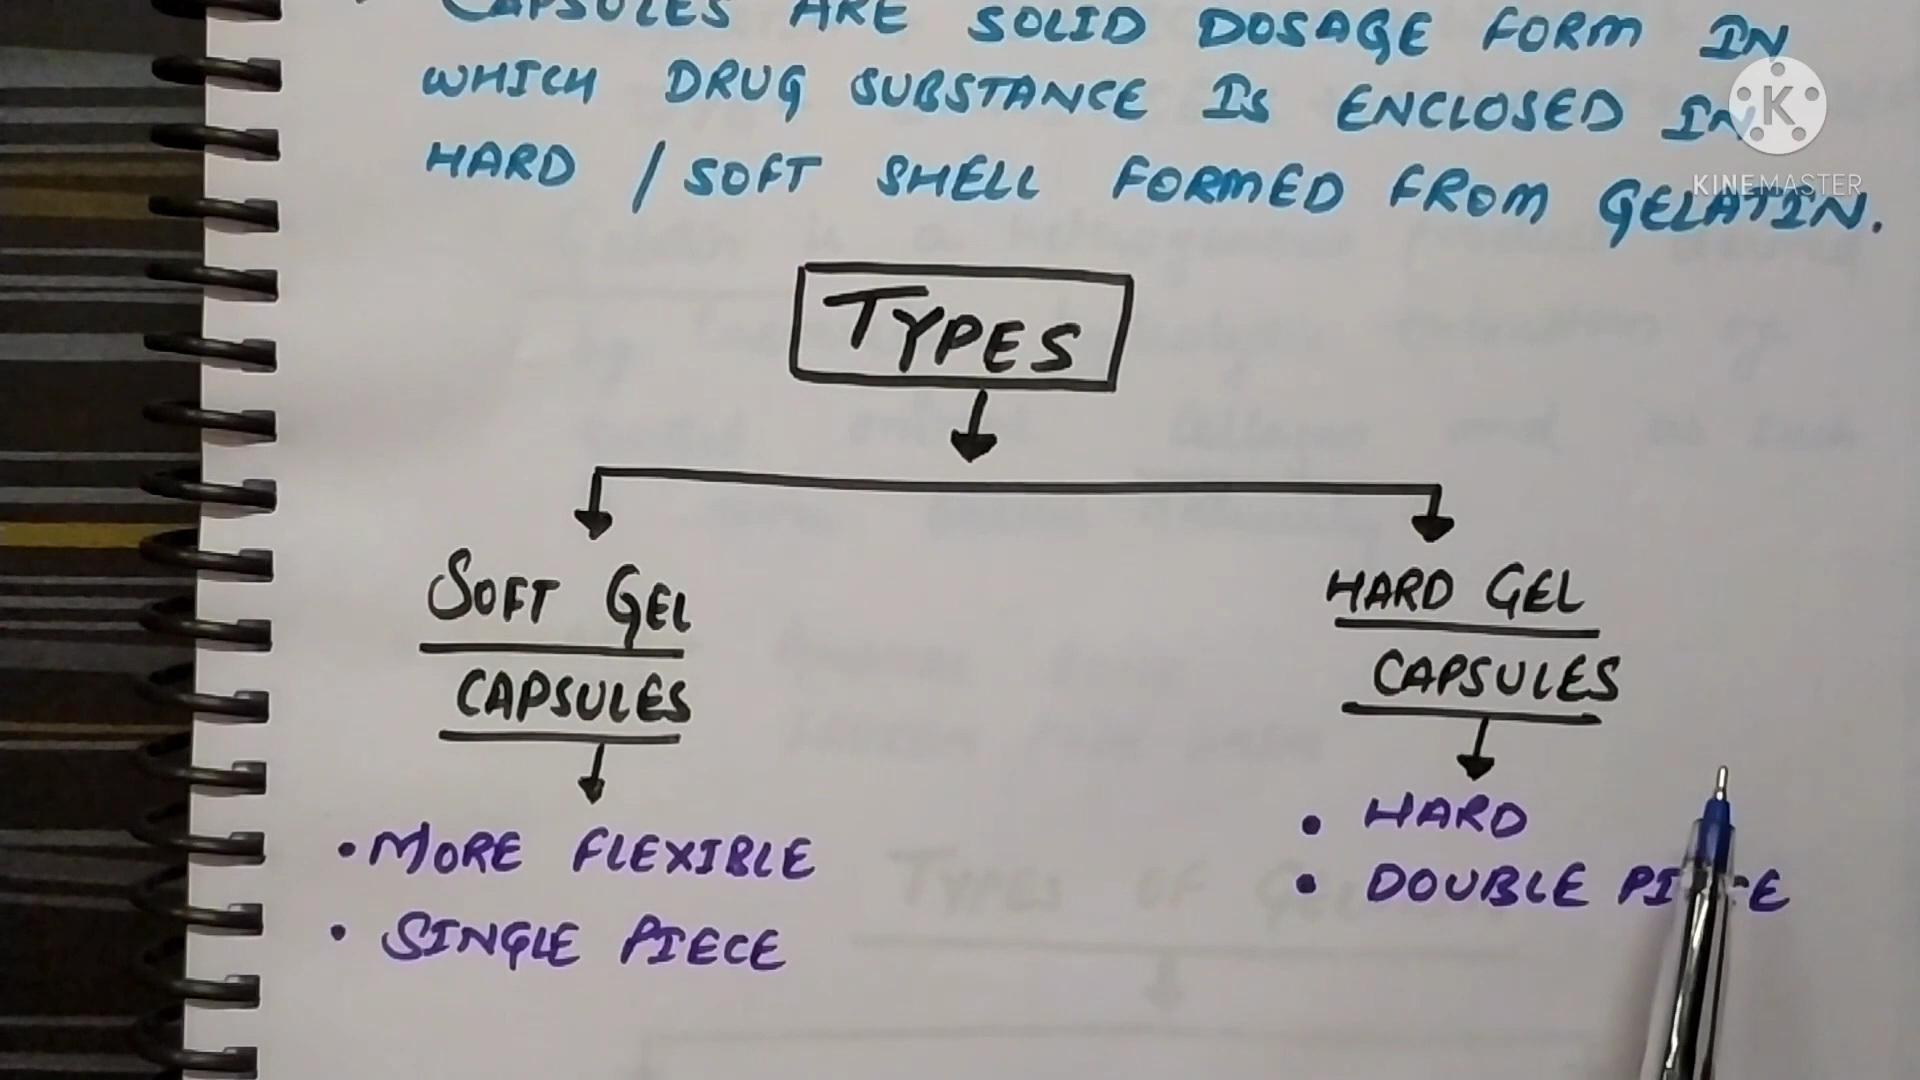 CAPSULES ARE SOLID DOSAGE FORM IN
WHICH DRUG SUBSTANCE IS ENCLOSED IN
HARD / SOFT SHELL FORMED FROM GELATIN.
K
KINEMASTER
TYPES
SOFT GEL
CAPSULES
HARD GEL
CAPSULES
• MORE FLEXIBLE
• SINGLE PIECE
• HARD
• DOUBLE PIECE